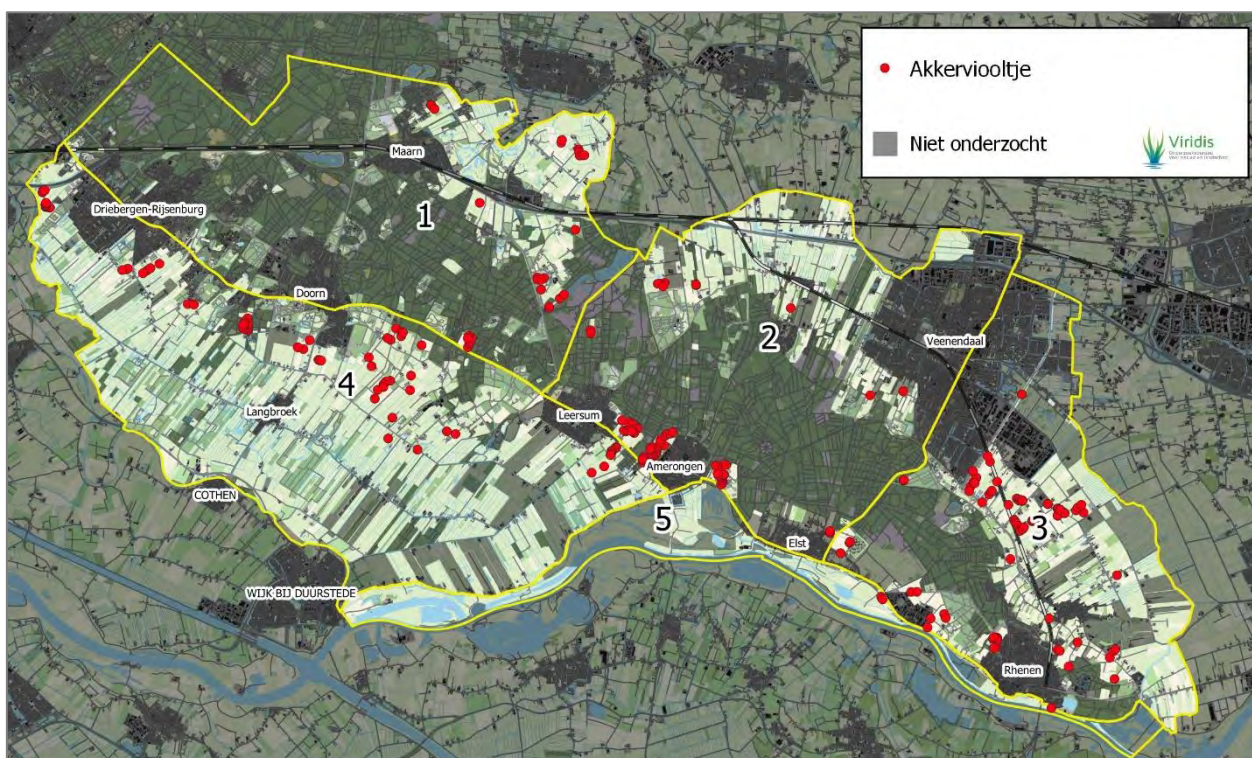 Akkerviooltje
Niet onderzocht
Viridis
Maarn
1
Driebergen-Rijsenburg
Doorn
2
Veenendaal
4
Langbroek
Leersum
Amerongen
COTHEN
5
Elst
3
WIJK BIJ DUURSTEDE
Rhenen